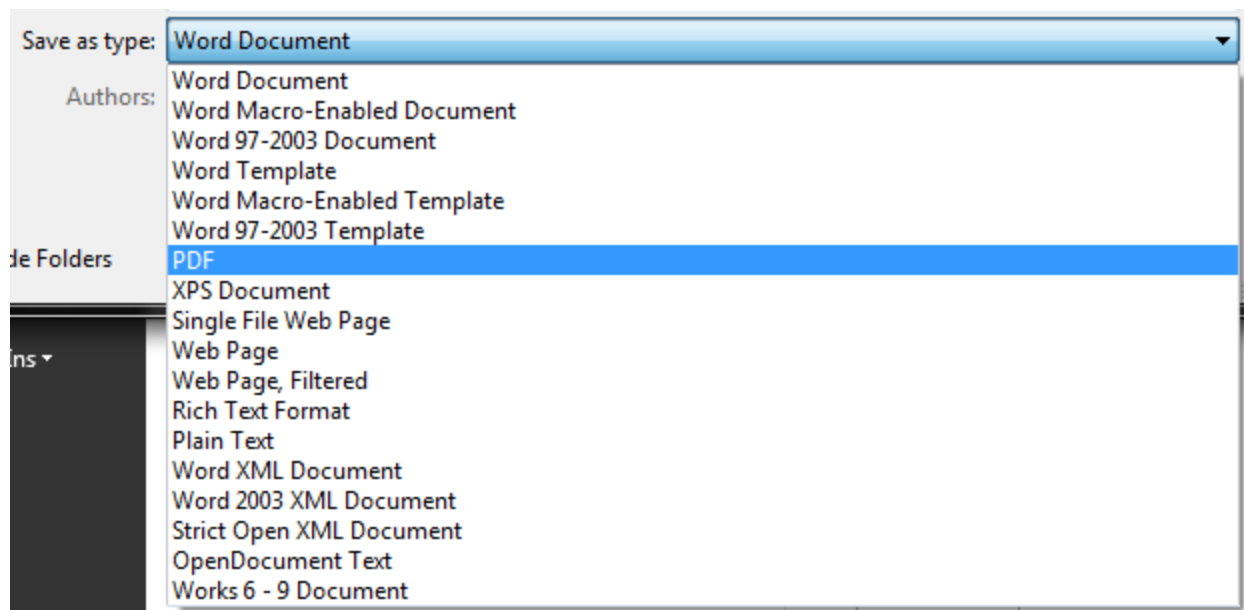 Save as type: Word Document
Authors:
Word Document
Word Macro-Enabled Document
Word 97-2003 Document
Word Template
Word Macro-Enabled Template
Word 97-2003 Template
de Folders
PDF
XPS Document
Single File Web Page
Web Page
ins
Web Page, Filtered
Rich Text Format
Plain Text
Word XML Document
Word 2003 XML Document
Strict Open XML Document
OpenDocument Text
Works 6 - 9 Document